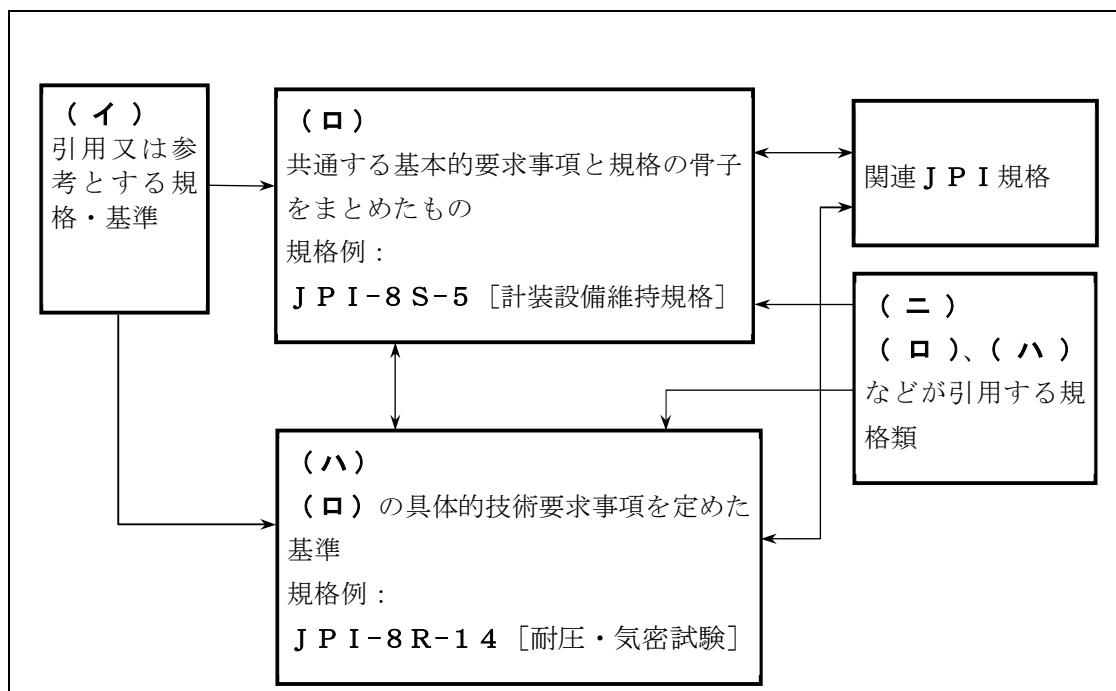 （イ）
引用又は参
考とする規
格・基準
（ロ）
共通する基本的要求事項と規格の骨子
をまとめたもの
規格例：
ＪＰＩ-８Ｓ-５［計装設備維持規格］
関連ＪＰＩ規格
（ニ）
（ロ）、（ハ）
などが引用する規
格類
（ハ）
（ロ）の具体的技術要求事項を定めた
基準
規格例：
ＪＰＩ-８Ｒ-１４［耐圧・気密試験］